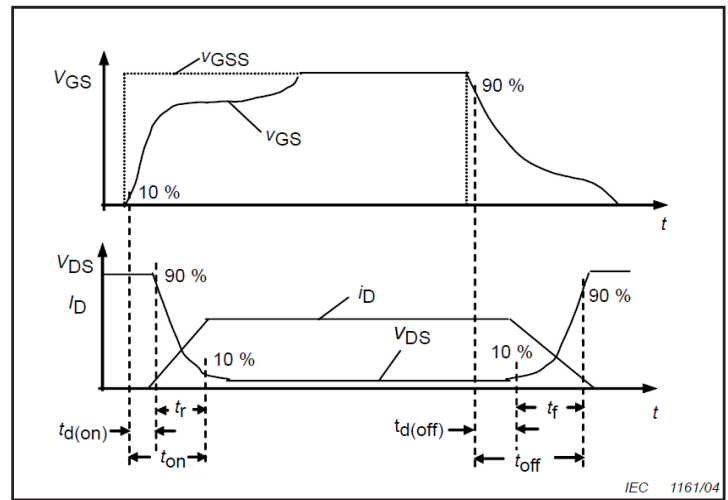 vGSS
VGS
90 %
vGS
10 %
t
VDS
90 %
iD
ID
90 %
vDS
10 %
10 %
tr
tf
t
td(on)
td(off)
ton
toff
IEC 1161/04